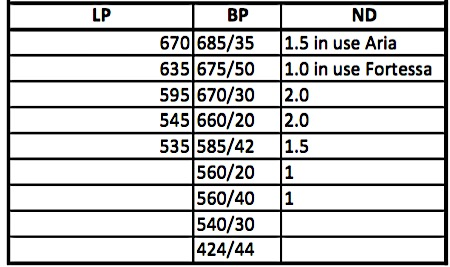 LP BP ND
670 685/35 1.5 in use Aria
635 675/50 1.0 in use Fortessa
595 670/30 2.0
545 660/20 2.0
535 585/42 1.5
560/20 1
560/40 1
540/30
424/44